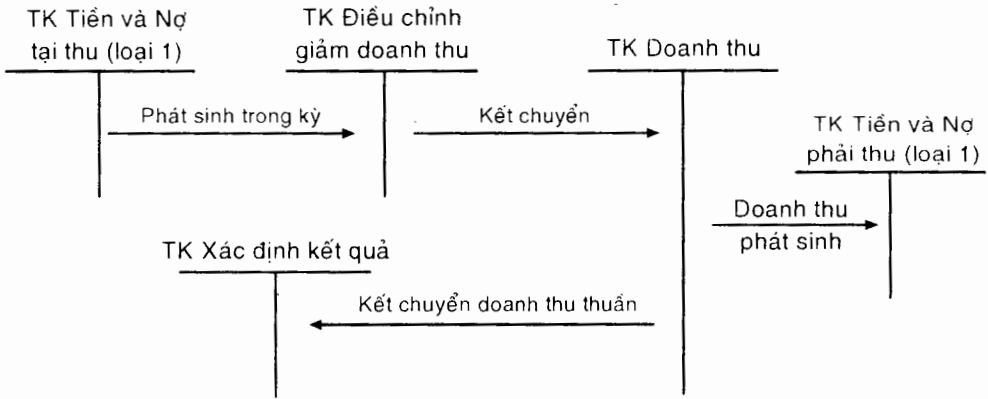 TK Tiền và Nợ
tại thu (loại 1)
TK Điều chỉnh
giảm doanh thu
TK Doanh thu
Phát sinh trong kỳ
Kết chuyển
TK Tiền và Nợ
phải thu (loại 1)
Doanh thu
phát sinh
TK Xác định kết quả
Kết chuyển doanh thu thuần